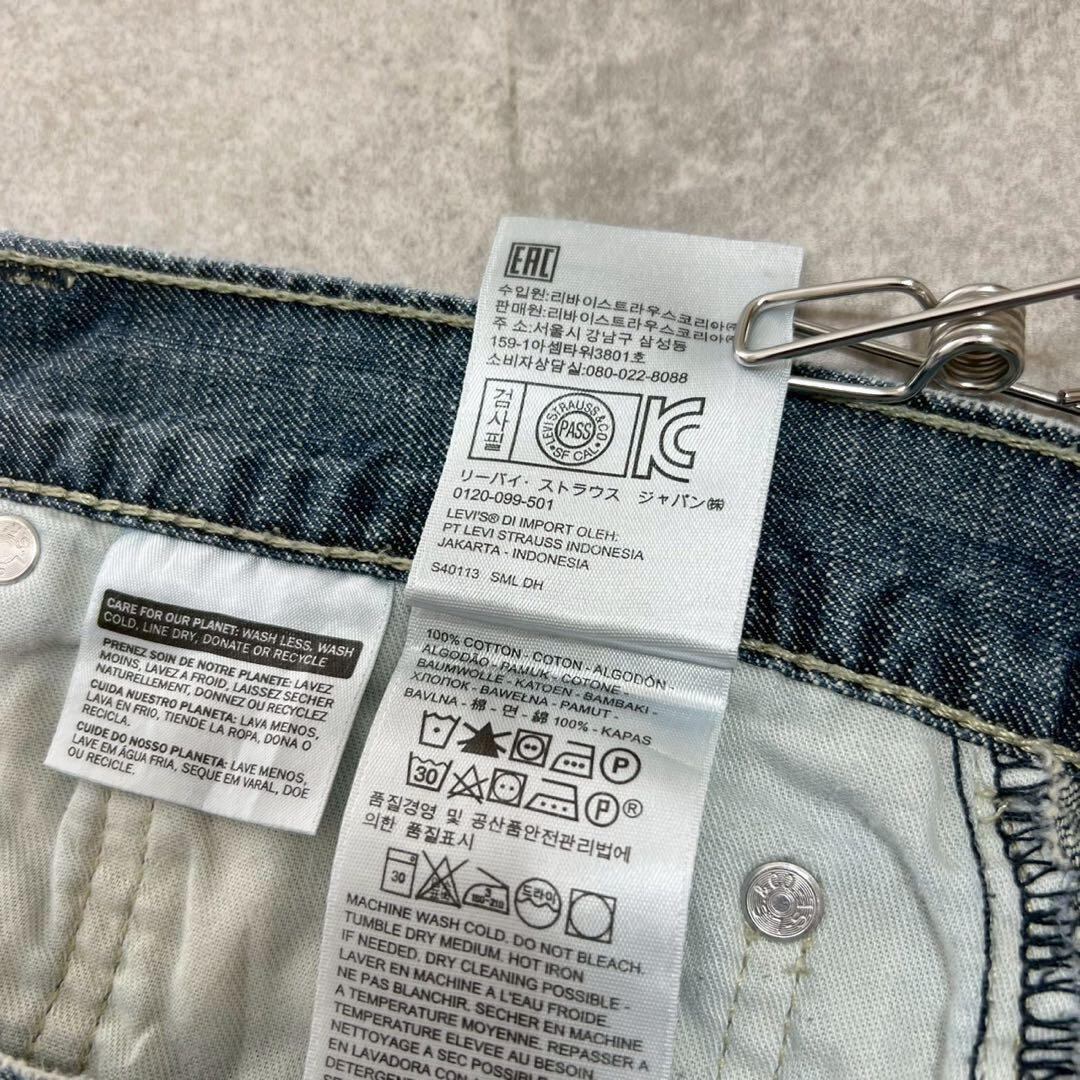 EAC
수입원:리바이스트라우스코리아㈜
판매원:리바이스트라우스코리아㈜
주 소:서울시 강남구 삼성동
159-1아셈타워3801호
소비자상담실:080-022-8088
검사필
LEVI STRAUSS & CO.
PASS
SF CAL
KC
リーバイ・ストラウス ジャパン㈱
0120-099-501
LEVI'S® DI IMPORT OLEH:
PT LEVI STRAUSS INDONESIA
JAKARTA - INDONESIA
S40113 SML DH
100% COTTON - COTON - ALGODÓN -
ALGODÃO - PAMUK - COTONE -
BAUMWOLLE - KATOEN - BAMBAKI -
ХЛОПОК - BAWEŁNA - PAMUT -
BAVLNA - 棉 - 면 - 綿 100% - KAPAS
P
30
P®
품질경영 및 공산품안전관리법에
의한 품질표시
30
3
드라이
MACHINE WASH COLD. DO NOT BLEACH.
TUMBLE DRY MEDIUM. HOT IRON
IF NEEDED. DRY CLEANING POSSIBLE -
LAVER EN MACHINE A L'EAU FROIDE.
NE PAS BLANCHIR. SECHER EN MACHINE
A TEMPERATURE MOYENNE. REPASSER A
TEMPERATURE ELEVEE AU BESOIN.
NETTOYAGE A SEC POSSIBLE
EN LAVADORA CON
CARE FOR OUR PLANET: WASH LESS, WASH
COLD, LINE DRY, DONATE OR RECYCLE
PRENEZ SOIN DE NOTRE PLANETE: LAVEZ
MOINS, LAVEZ A FROID, LAISSEZ SECHER
NATURELLEMENT, DONINEZ OU RECYCLEZ
CUIDA NUESTRO PLANETA: LAVA MENOS,
LAVA EN FRIO, TIENDE LA ROPA, DONA O
RECICLA.
CUIDE DO NOSSO PLANETA: LAVE MENOS,
LAVE EM ÁGUA FRIA, SEQUE EM VARAL, DOE
OU RECICLE.